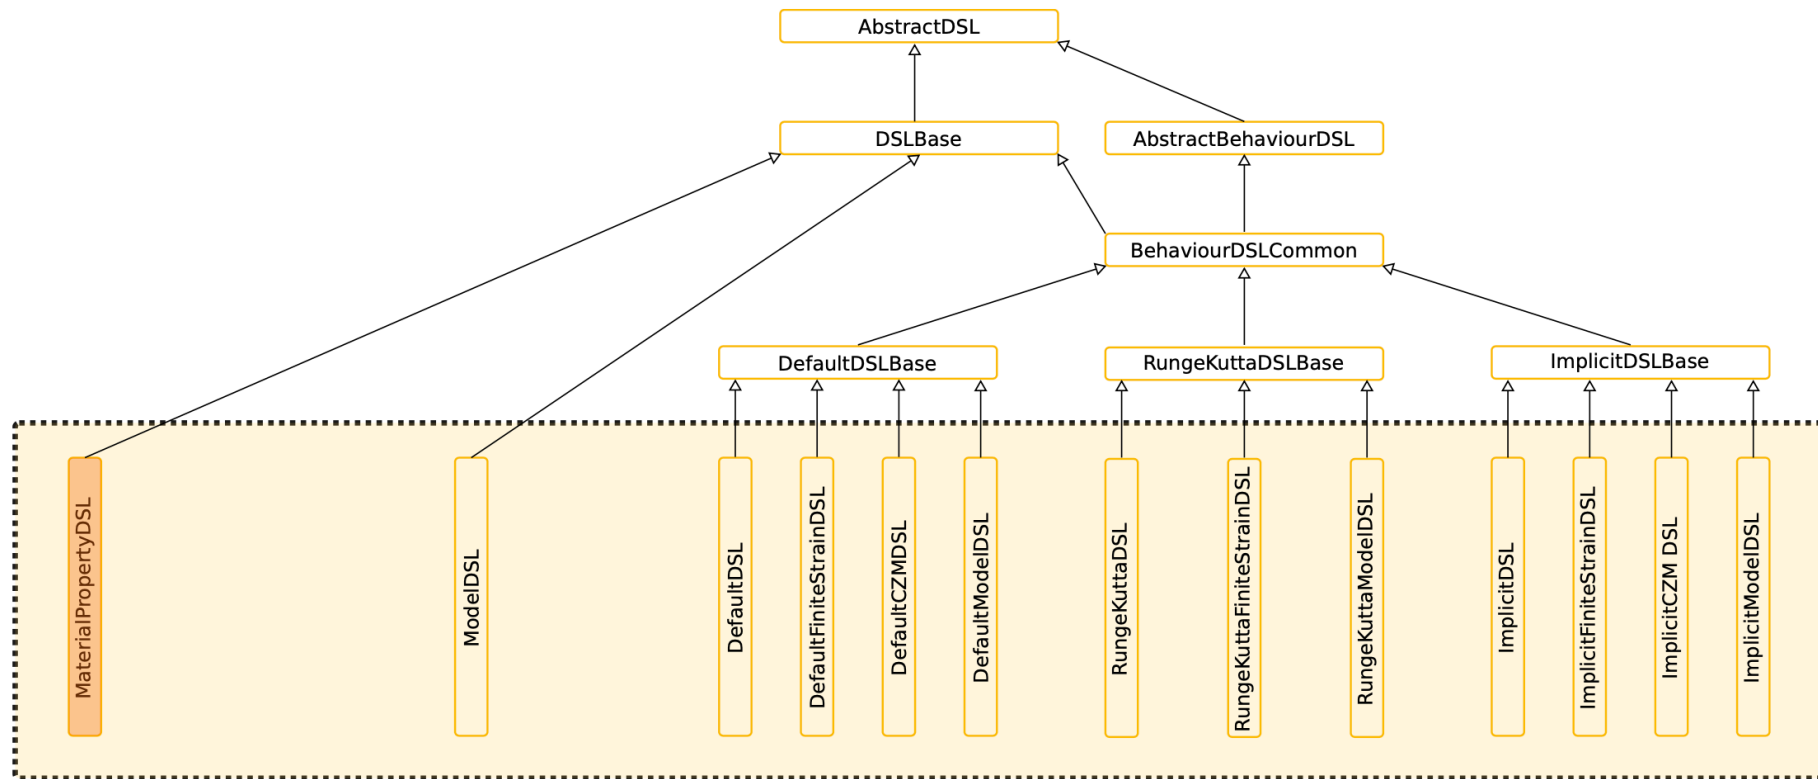 AbstractDSL
DSLBase
AbstractBehaviourDSL
BehaviourDSLCommon
DefaultDSLBase
RungeKuttaDSLBase
ImplicitDSLBase
MaterialPropertyDSL
ModelDSL
DefaultDSL
DefaultFiniteStrainDSL
DefaultCZMDSL
DefaultModelDSL
RungeKuttaDSL
RungeKuttaFiniteStrainDSL
RungeKuttaModelDSL
ImplicitDSL
ImplicitFiniteStrainDSL
ImplicitCZM DSL
ImplicitModelDSL